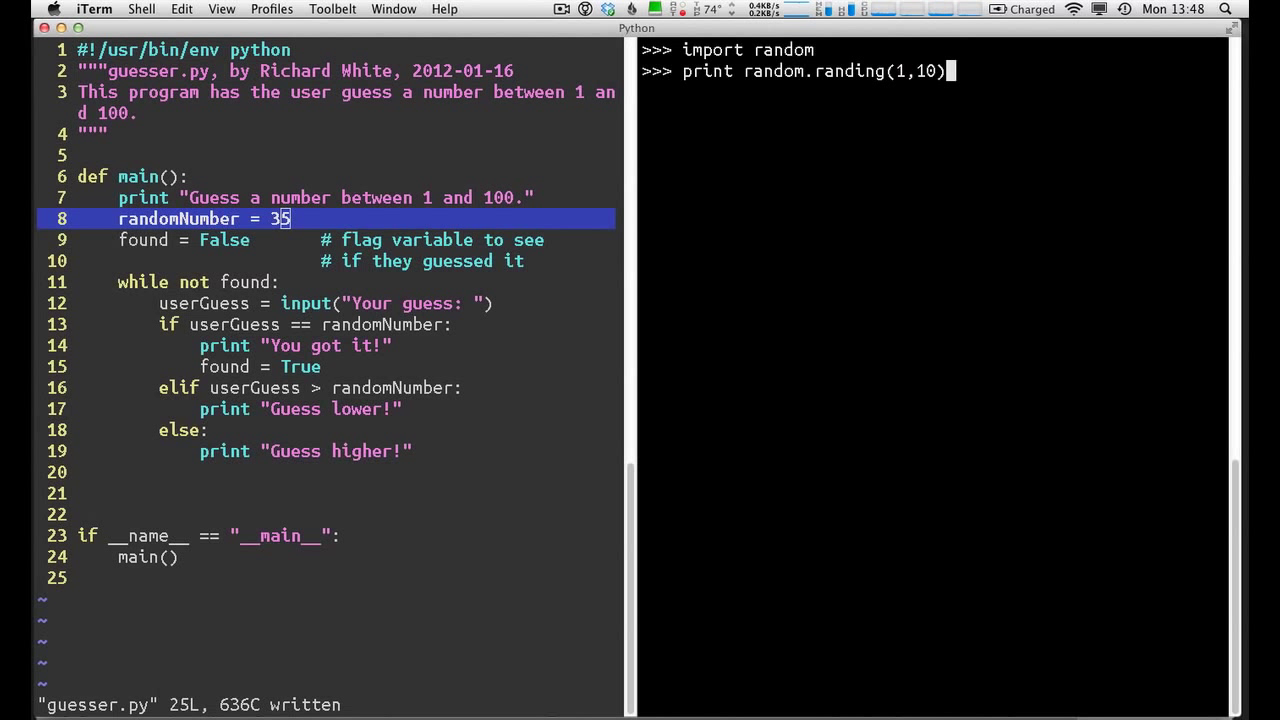 iTerm Shell Edit View Profiles Toolbelt Window Help 74° 0.4KB/s 0.2KB/s Charged Mon 13:48
Python
1 #!/usr/bin/env python
2 """guesser.py, by Richard White, 2012-01-16
3 This program has the user guess a number between 1 an
d 100.
4 """
5
6 def main():
7 print "Guess a number between 1 and 100."
8 randomNumber = 35
9 found = False # flag variable to see
10 # if they guessed it
11 while not found:
12 userGuess = input("Your guess: ")
13 if userGuess == randomNumber:
14 print "You got it!"
15 found = True
16 elif userGuess > randomNumber:
17 print "Guess lower!"
18 else:
19 print "Guess higher!"
20
21
22
23 if __name__ == "__main__":
24 main()
25
~
~
~
~
~
"guesser.py" 25L, 636C written
>>> import random
>>> print random.randing(1,10)